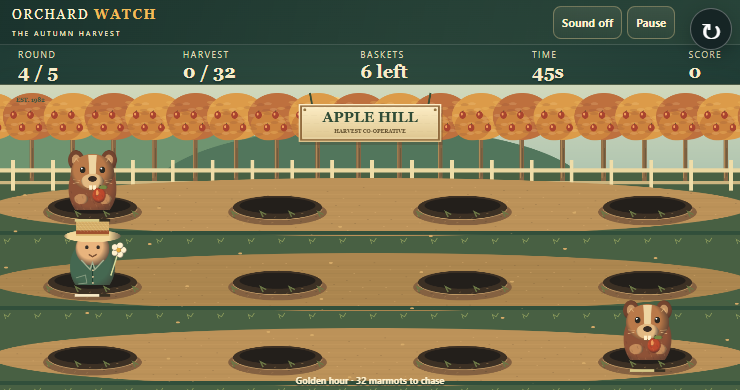 ORCHARD WATCH
THE AUTUMN HARVEST
Sound off
Pause
↻
ROUND
4 / 5
HARVEST
0 / 32
BASKETS
6 left
TIME
45s
SCORE
0
EST. 1982
APPLE HILL
HARVEST CO-OPERATIVE
Golden hour · 32 marmots to chase